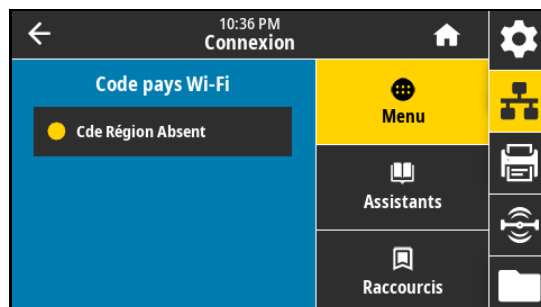 10:36 PM
Connexion
Code pays Wi-Fi
Cde Région Absent
Menu
Assistants
Raccourcis